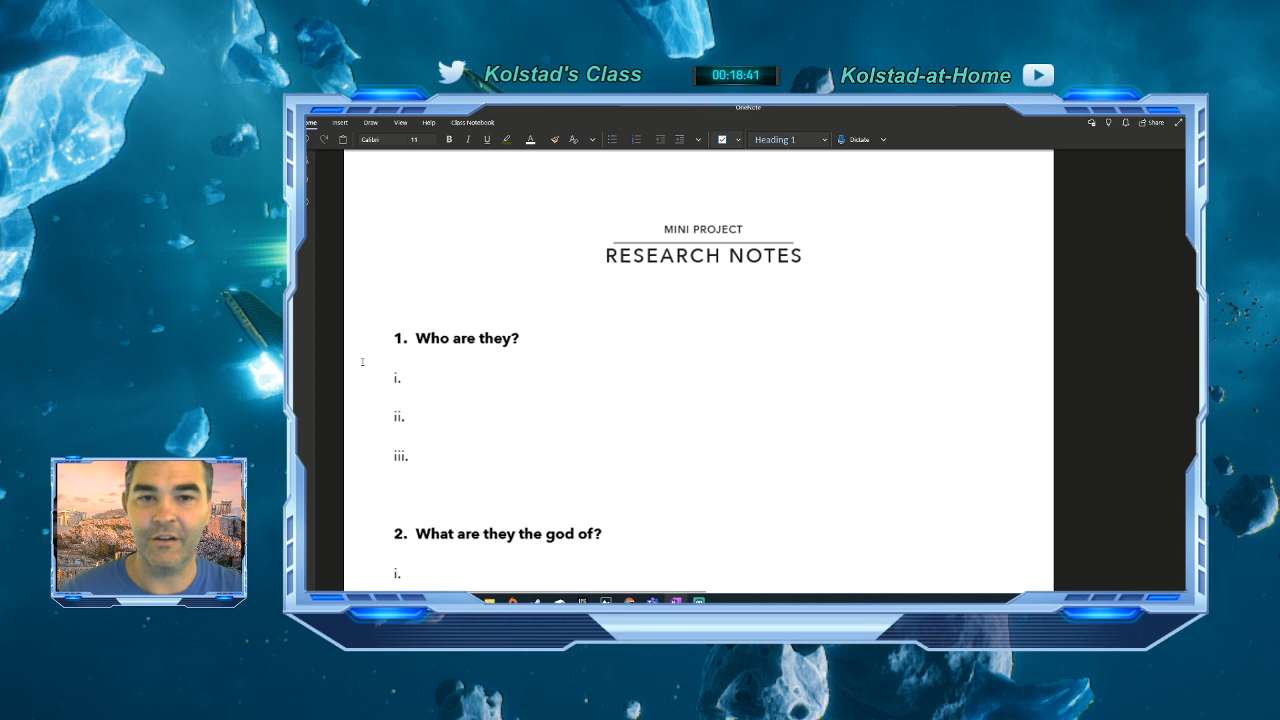 Kolstad's Class
00:18:41
Kolstad-at-Home
OneNote
Insert Draw View Help Class Notebook
Share
Calibri 11 B I U A Heading 1 Dictate
MINI PROJECT
RESEARCH NOTES
1. Who are they?
i.
ii.
iii.
2. What are they the god of?
i.